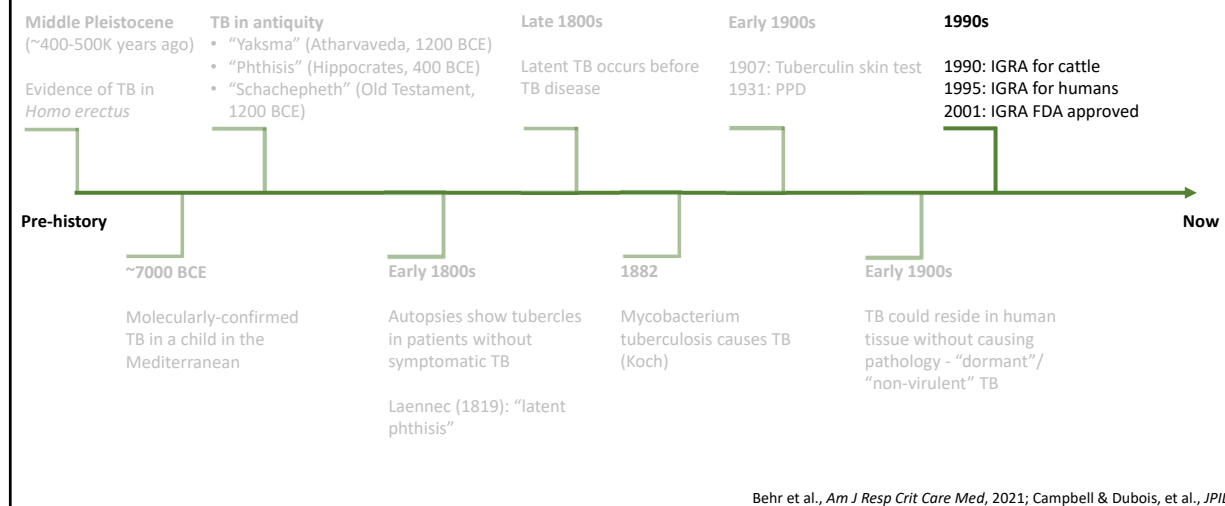 Middle Pleistocene
(~400-500K years ago)
Evidence of TB in
Homo erectus
TB in antiquity
• “Yaksma” (Atharvaveda, 1200 BCE)
• “Phthisis” (Hippocrates, 400 BCE)
• “Schachepheth” (Old Testament,
1200 BCE)
Late 1800s
Latent TB occurs before
TB disease
Early 1900s
1907: Tuberculin skin test
1931: PPD
1990s
1990: IGRA for cattle
1995: IGRA for humans
2001: IGRA FDA approved
Pre-history
Now
~7000 BCE
Molecularly-confirmed
TB in a child in the
Mediterranean
Early 1800s
Autopsies show tubercles
in patients without
symptomatic TB
Laennec (1819): “latent
phthisis”
1882
Mycobacterium
tuberculosis causes TB
(Koch)
Early 1900s
TB could reside in human
tissue without causing
pathology - “dormant”/
“non-virulent” TB
Behr et al., Am J Resp Crit Care Med, 2021; Campbell & Dubois, et al.,